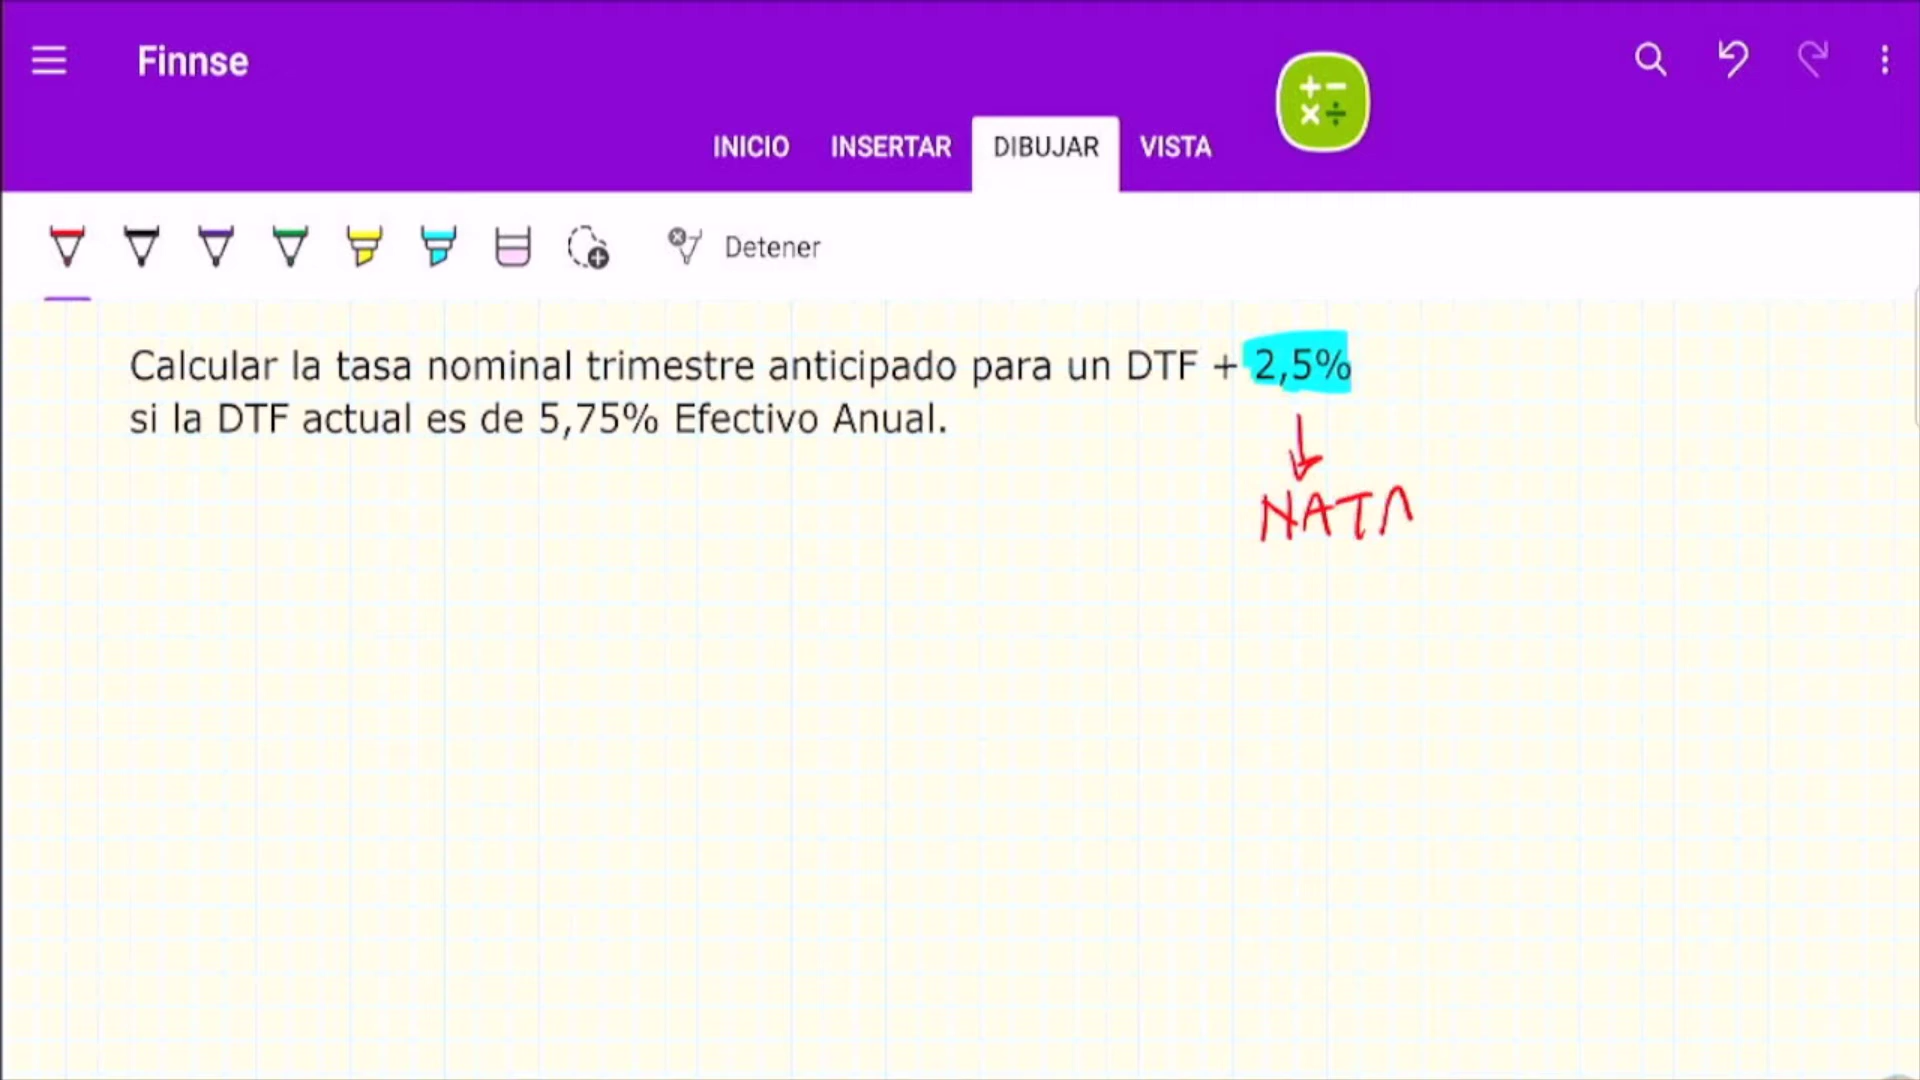 Finnse
INICIO INSERTAR DIBUJAR VISTA
Detener
Calcular la tasa nominal trimestre anticipado para un DTF + 2,5%
si la DTF actual es de 5,75% Efectivo Anual.
NATA